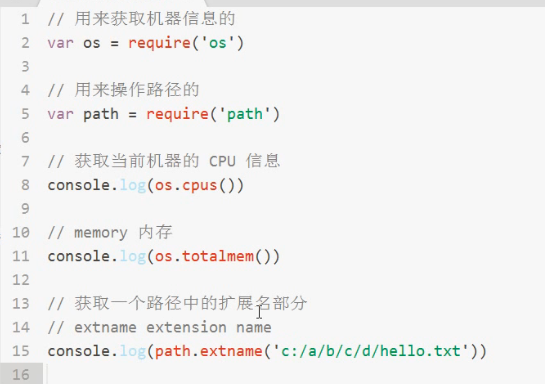 1 // 用来获取机器信息的
2 var os = require('os')
3
4 // 用来操作路径的
5 var path = require('path')
6
7 // 获取当前机器的 CPU 信息
8 console.log(os.cpus())
9
10 // memory 内存
11 console.log(os.totalmem())
12
13 // 获取一个路径中的扩展名部分
14 // extname extension name
15 console.log(path.extname('c:/a/b/c/d/hello.txt'))
16